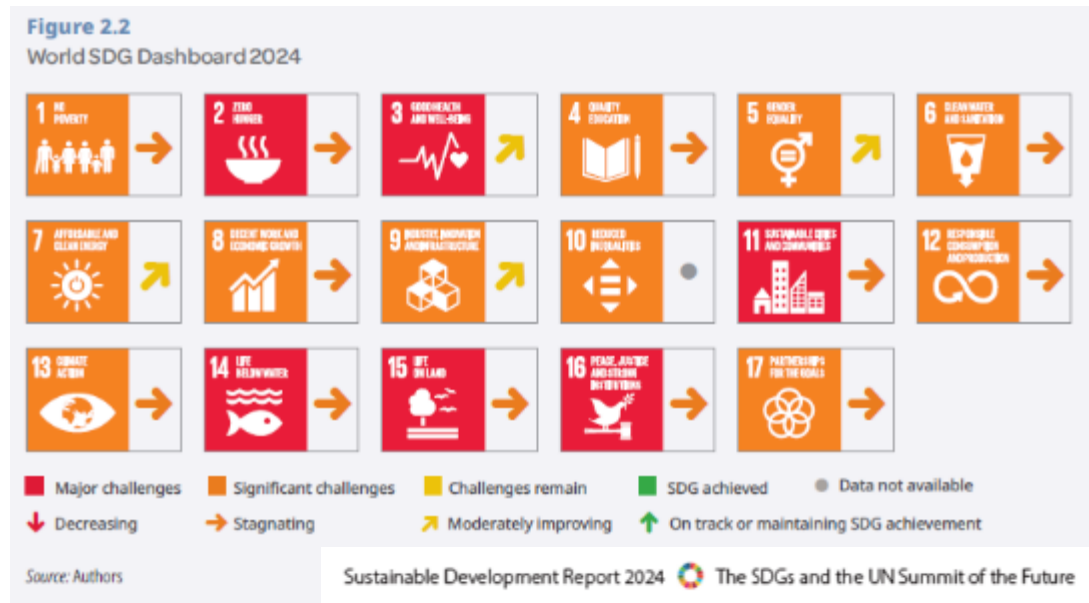 Figure 2.2
World SDG Dashboard 2024
1 NO
POVERTY
2 ZERO
HUNGER
3 GOOD HEALTH
AND WELL-BEING
4 QUALITY
EDUCATION
5 GENDER
EQUALITY
6 CLEAN WATER
AND SANITATION
7 AFFORDABLE AND
CLEAN ENERGY
8 DECENT WORK AND
ECONOMIC GROWTH
9 INDUSTRY, INNOVATION
AND INFRASTRUCTURE
10 REDUCED
INEQUALITIES
11 SUSTAINABLE CITIES
AND COMMUNITIES
12 RESPONSIBLE
CONSUMPTION
AND PRODUCTION
13 CLIMATE
ACTION
14 LIFE
BELOW WATER
15 LIFE
ON LAND
16 PEACE, JUSTICE
AND STRONG
INSTITUTIONS
17 PARTNERSHIPS
FOR THE GOALS
Major challenges Significant challenges Challenges remain SDG achieved Data not available
Decreasing Stagnating Moderately improving On track or maintaining SDG achievement
Source: Authors
Sustainable Development Report 2024 The SDGs and the UN Summit of the Future